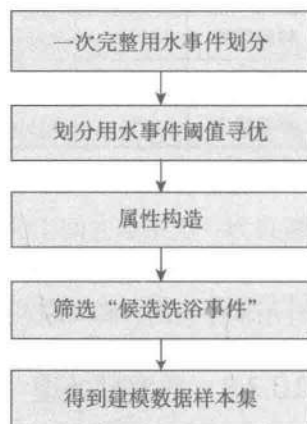 一次完整用水事件划分
划分用水事件阈值寻优
属性构造
筛选“候选洗浴事件”
得到建模数据样本集